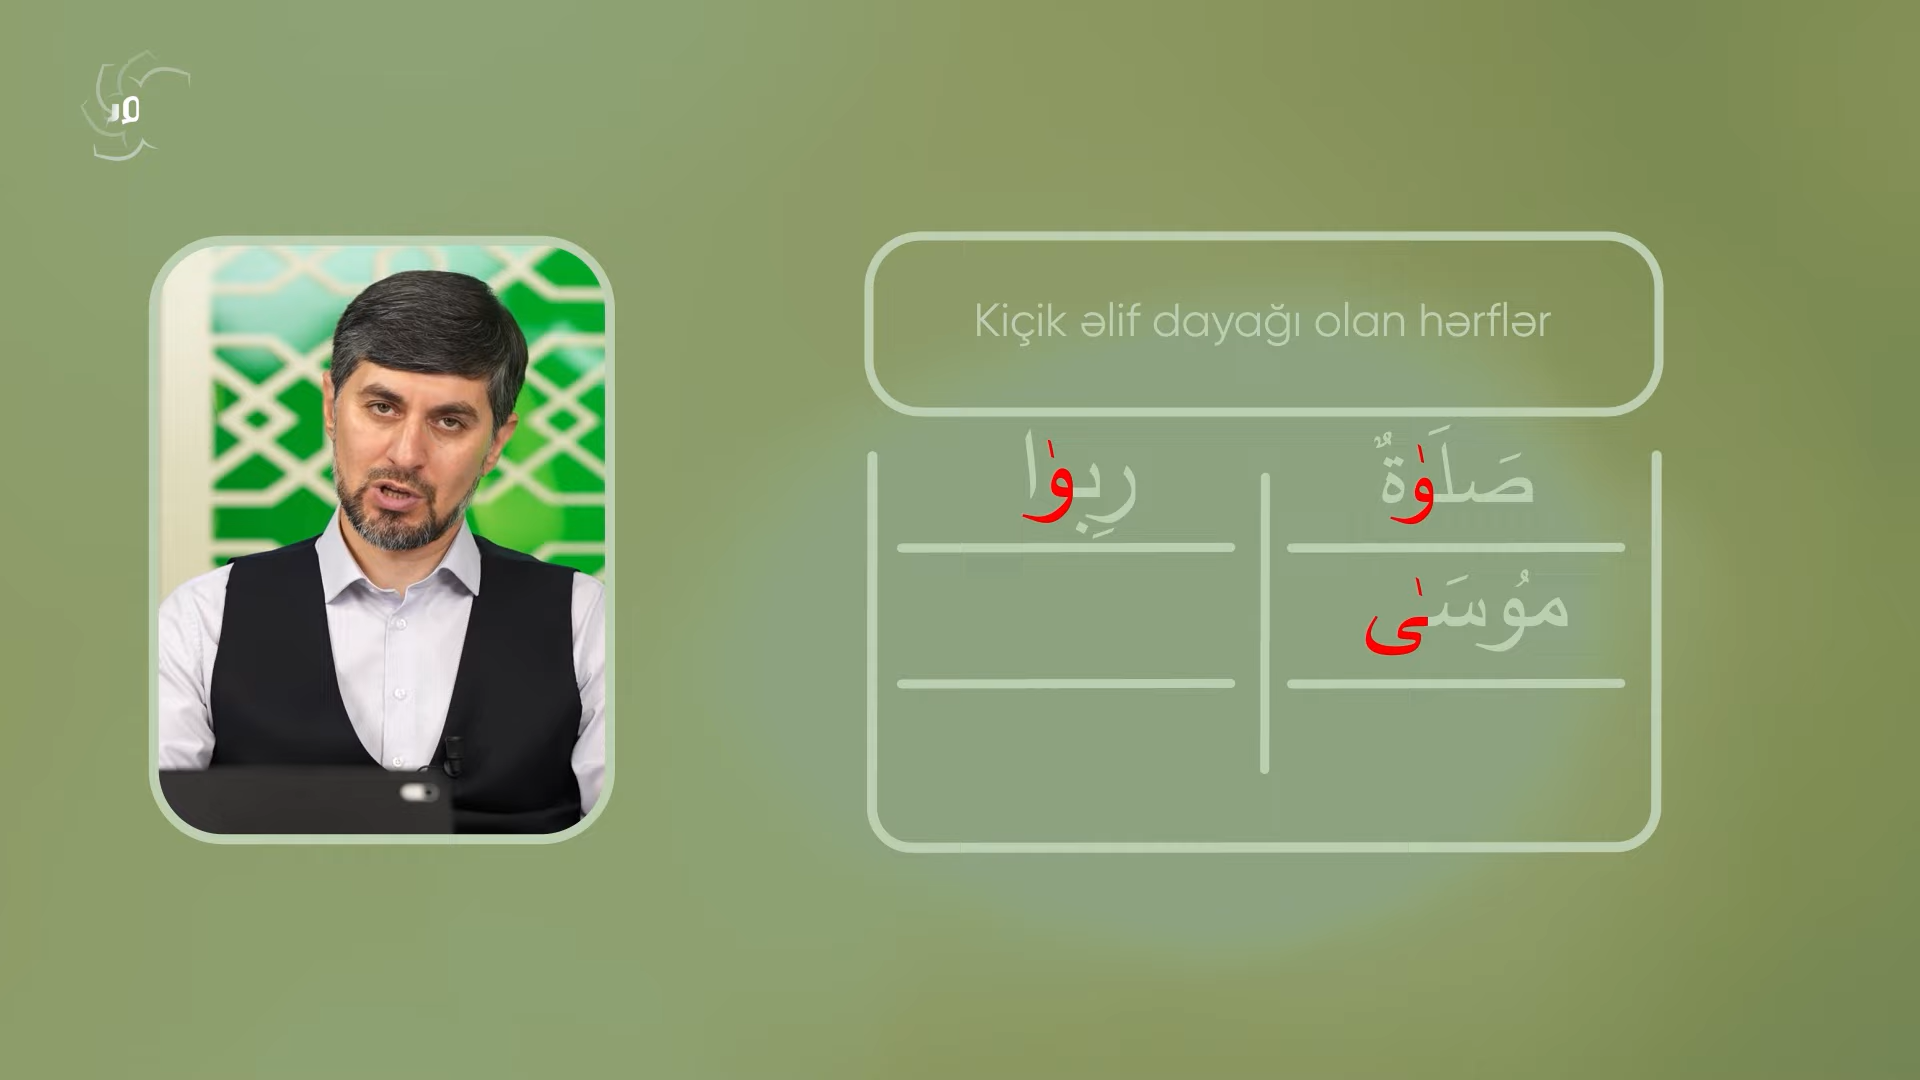 Kiçik əlif dayağı olan hərflər
صَلَوٰةٌ
رِبِوٰا
مُوسَىٰ